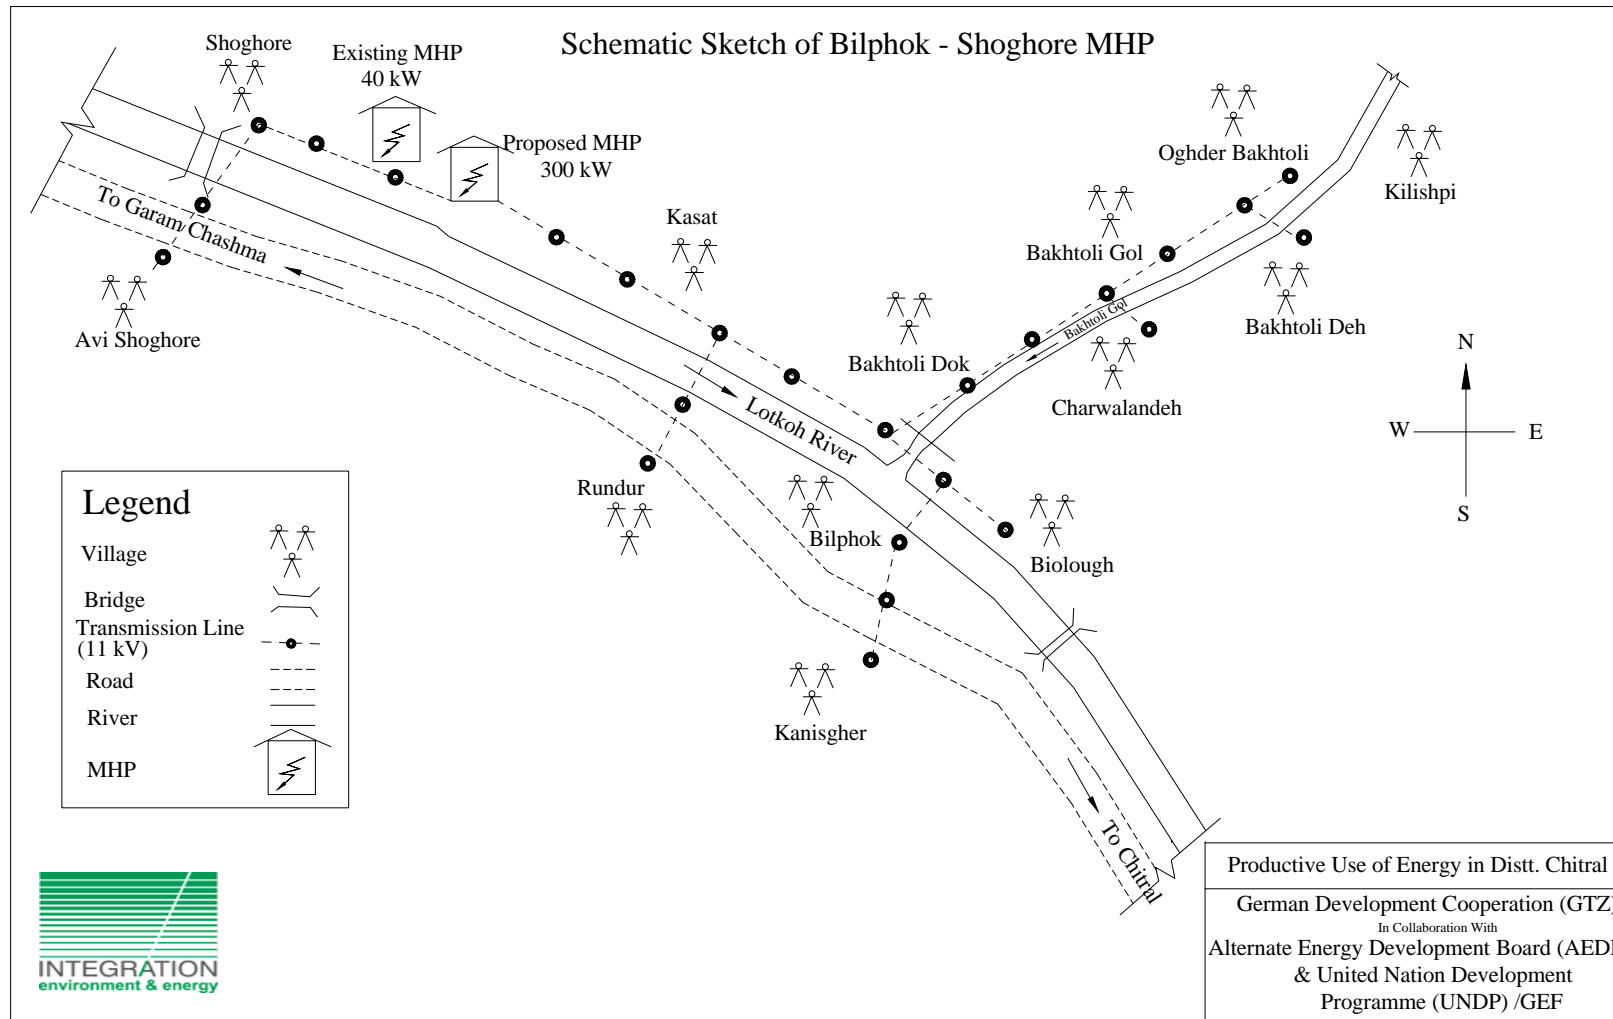 Schematic Sketch of Bilphok - Shoghore MHP
Shoghore
Existing MHP
40 kW
Proposed MHP
300 kW
Kasat
Oghder Bakhtoli
Kilishpi
Bakhtoli Gol
Bakhtoli Deh
Bakhtoli Gol
Bakhtoli Dok
Charwalandeh
To Garam Chashma
Avi Shoghore
Lotkoh River
Rundur
Bilphok
Biolough
Kanisgher
To Chitral
N
W
E
S
Legend
Village
Bridge
Transmission Line
(11 kV)
Road
River
MHP
INTEGRATION
environment & energy
Productive Use of Energy in Distt. Chitral
German Development Cooperation (GTZ)
In Collaboration With
Alternate Energy Development Board (AED
& United Nation Development
Programme (UNDP) /GEF